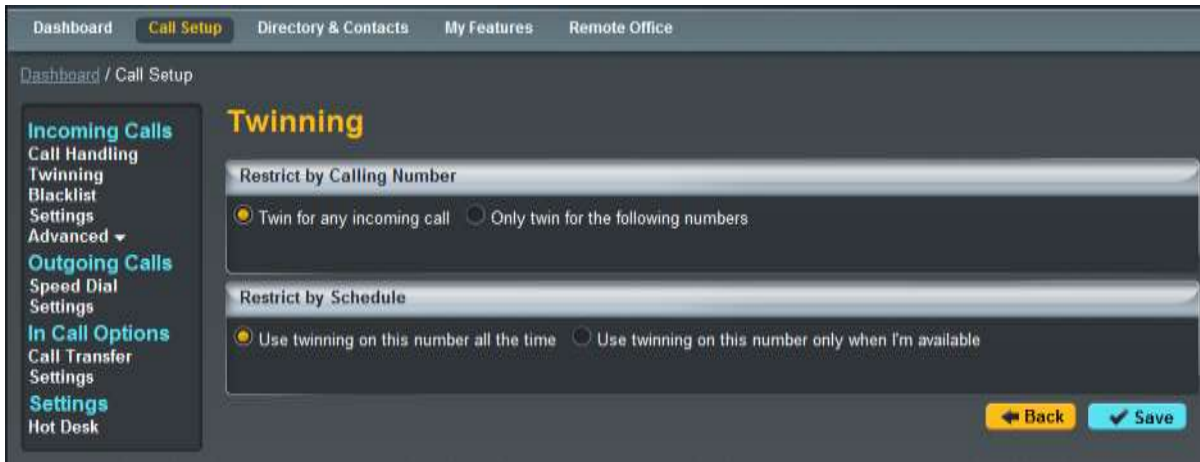 Dashboard Call Setup Directory & Contacts My Features Remote Office
Dashboard / Call Setup
Incoming Calls
Call Handling
Twinning
Blacklist
Settings
Advanced
Outgoing Calls
Speed Dial
Settings
In Call Options
Call Transfer
Settings
Settings
Hot Desk
Twinning
Restrict by Calling Number
Twin for any incoming call Only twin for the following numbers
Restrict by Schedule
Use twinning on this number all the time Use twinning on this number only when I'm available
Back Save